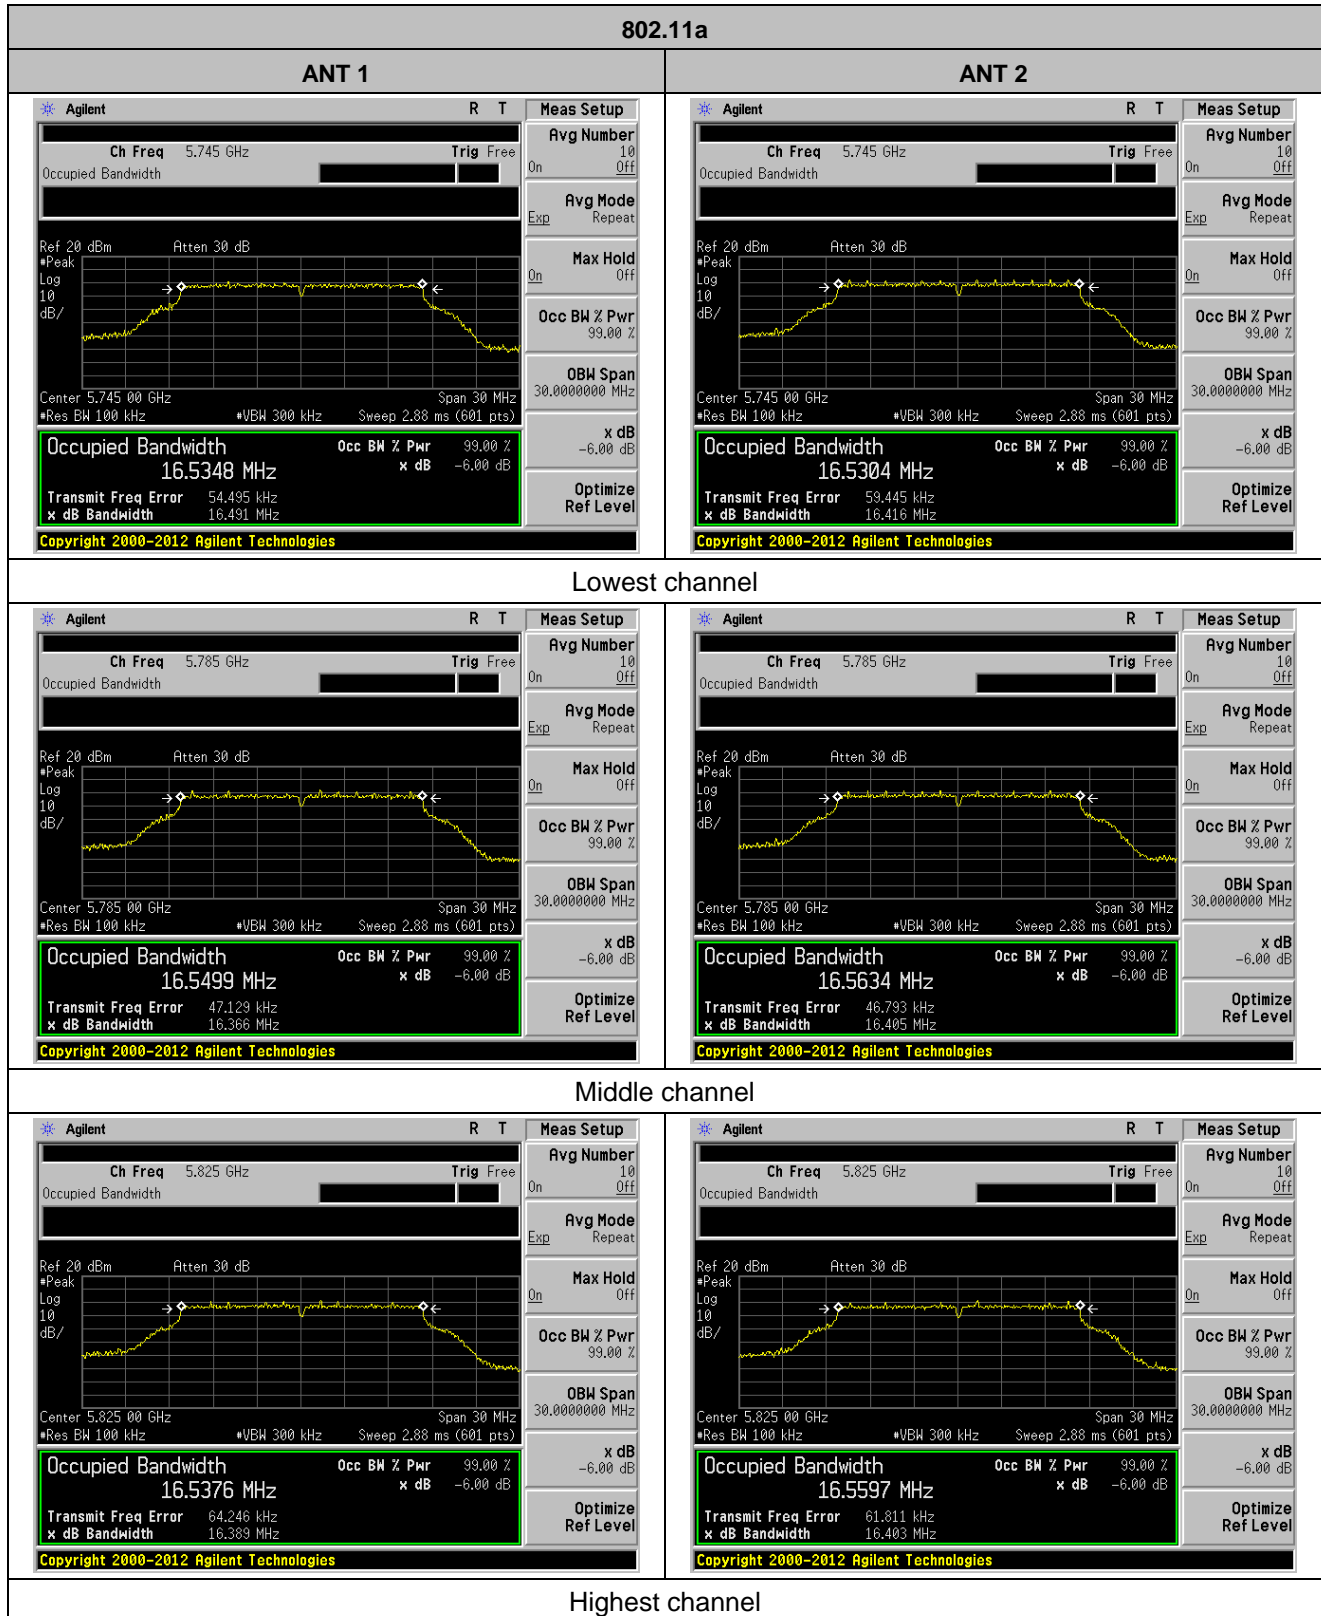 802.11a
ANT 1
ANT 2
Agilent R T Meas Setup
Ch Freq 5.745 GHz Trig Free
Occupied Bandwidth
Avg Number
10
On Off
Avg Mode
Exp Repeat
Ref 20 dBm Atten 30 dB
#Peak
Log
10
dB/
Max Hold
On Off
Occ BW % Pwr
99.00 %
OBW Span
30.0000000 MHz
Center 5.745 00 GHz Span 30 MHz
#Res BW 100 kHz #VBW 300 kHz Sweep 2.88 ms (601 pts)
x dB
-6.00 dB
Occupied Bandwidth Occ BW % Pwr 99.00 %
16.5348 MHz x dB -6.00 dB
Transmit Freq Error 54.495 kHz
x dB Bandwidth 16.491 MHz
Optimize
Ref Level
Copyright 2000-2012 Agilent Technologies
Agilent R T Meas Setup
Ch Freq 5.745 GHz Trig Free
Occupied Bandwidth
Avg Number
10
On Off
Avg Mode
Exp Repeat
Ref 20 dBm Atten 30 dB
#Peak
Log
10
dB/
Max Hold
On Off
Occ BW % Pwr
99.00 %
OBW Span
30.0000000 MHz
Center 5.745 00 GHz Span 30 MHz
#Res BW 100 kHz #VBW 300 kHz Sweep 2.88 ms (601 pts)
x dB
-6.00 dB
Occupied Bandwidth Occ BW % Pwr 99.00 %
16.5304 MHz x dB -6.00 dB
Transmit Freq Error 59.445 kHz
x dB Bandwidth 16.416 MHz
Optimize
Ref Level
Copyright 2000-2012 Agilent Technologies
Lowest channel
Agilent R T Meas Setup
Ch Freq 5.785 GHz Trig Free
Occupied Bandwidth
Avg Number
10
On Off
Avg Mode
Exp Repeat
Ref 20 dBm Atten 30 dB
#Peak
Log
10
dB/
Max Hold
On Off
Occ BW % Pwr
99.00 %
OBW Span
30.0000000 MHz
Center 5.785 00 GHz Span 30 MHz
#Res BW 100 kHz #VBW 300 kHz Sweep 2.88 ms (601 pts)
x dB
-6.00 dB
Occupied Bandwidth Occ BW % Pwr 99.00 %
16.5499 MHz x dB -6.00 dB
Transmit Freq Error 47.129 kHz
x dB Bandwidth 16.366 MHz
Optimize
Ref Level
Copyright 2000-2012 Agilent Technologies
Agilent R T Meas Setup
Ch Freq 5.785 GHz Trig Free
Occupied Bandwidth
Avg Number
10
On Off
Avg Mode
Exp Repeat
Ref 20 dBm Atten 30 dB
#Peak
Log
10
dB/
Max Hold
On Off
Occ BW % Pwr
99.00 %
OBW Span
30.0000000 MHz
Center 5.785 00 GHz Span 30 MHz
#Res BW 100 kHz #VBW 300 kHz Sweep 2.88 ms (601 pts)
x dB
-6.00 dB
Occupied Bandwidth Occ BW % Pwr 99.00 %
16.5634 MHz x dB -6.00 dB
Transmit Freq Error 46.793 kHz
x dB Bandwidth 16.405 MHz
Optimize
Ref Level
Copyright 2000-2012 Agilent Technologies
Middle channel
Agilent R T Meas Setup
Ch Freq 5.825 GHz Trig Free
Occupied Bandwidth
Avg Number
10
On Off
Avg Mode
Exp Repeat
Ref 20 dBm Atten 30 dB
#Peak
Log
10
dB/
Max Hold
On Off
Occ BW % Pwr
99.00 %
OBW Span
30.0000000 MHz
Center 5.825 00 GHz Span 30 MHz
#Res BW 100 kHz #VBW 300 kHz Sweep 2.88 ms (601 pts)
x dB
-6.00 dB
Occupied Bandwidth Occ BW % Pwr 99.00 %
16.5376 MHz x dB -6.00 dB
Transmit Freq Error 64.246 kHz
x dB Bandwidth 16.389 MHz
Optimize
Ref Level
Copyright 2000-2012 Agilent Technologies
Agilent R T Meas Setup
Ch Freq 5.825 GHz Trig Free
Occupied Bandwidth
Avg Number
10
On Off
Avg Mode
Exp Repeat
Ref 20 dBm Atten 30 dB
#Peak
Log
10
dB/
Max Hold
On Off
Occ BW % Pwr
99.00 %
OBW Span
30.0000000 MHz
Center 5.825 00 GHz Span 30 MHz
#Res BW 100 kHz #VBW 300 kHz Sweep 2.88 ms (601 pts)
x dB
-6.00 dB
Occupied Bandwidth Occ BW % Pwr 99.00 %
16.5597 MHz x dB -6.00 dB
Transmit Freq Error 61.811 kHz
x dB Bandwidth 16.403 MHz
Optimize
Ref Level
Copyright 2000-2012 Agilent Technologies
Highest channel